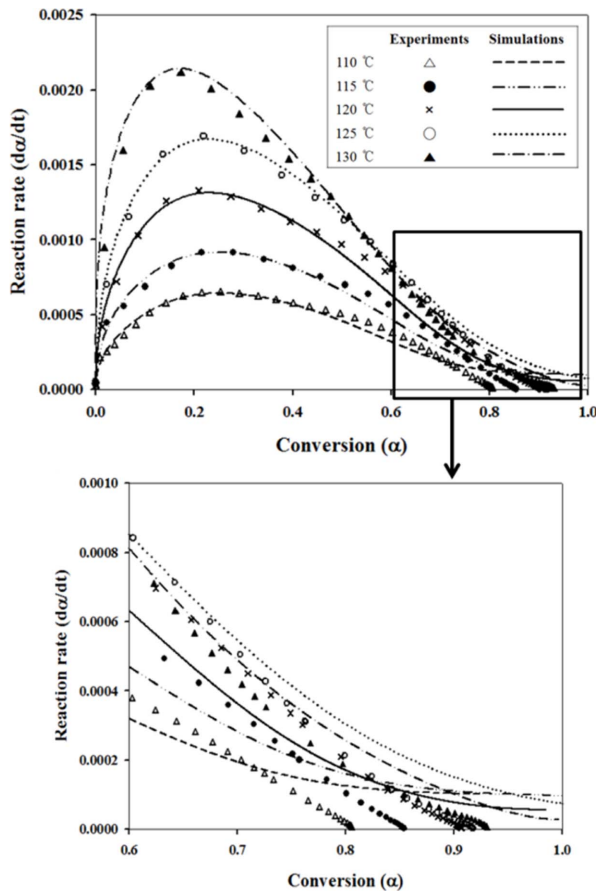 0.0025
0.0020
0.0015
0.0010
0.0005
0.0000
Reaction rate (dα/dt)
Experiments Simulations
110 ℃
115 ℃
120 ℃
125 ℃
130 ℃
0.0 0.2 0.4 0.6 0.8 1.0
Conversion (α)
0.0010
0.0008
0.0006
0.0004
0.0002
0.0000
Reaction rate (dα/dt)
0.6 0.7 0.8 0.9 1.0
Conversion (α)